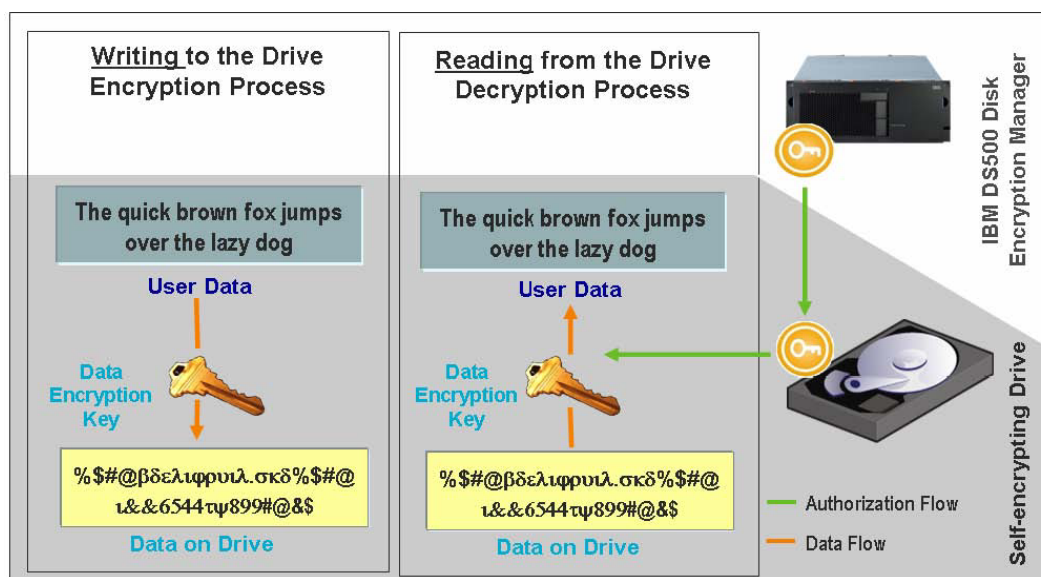 Writing to the Drive
Encryption Process
The quick brown fox jumps
over the lazy dog
User Data
Data
Encryption
Key
%$#@βδελιφρυιλ.σκδ%$#@
ι&&6544τψ899#@&$
Data on Drive
Reading from the Drive
Decryption Process
The quick brown fox jumps
over the lazy dog
User Data
Data
Encryption
Key
%$#@βδελιφρυιλ.σκδ%$#@
ι&&6544τψ899#@&$
Data on Drive
IBM DS500 Disk
Encryption Manager
Self-encrypting Drive
Authorization Flow
Data Flow